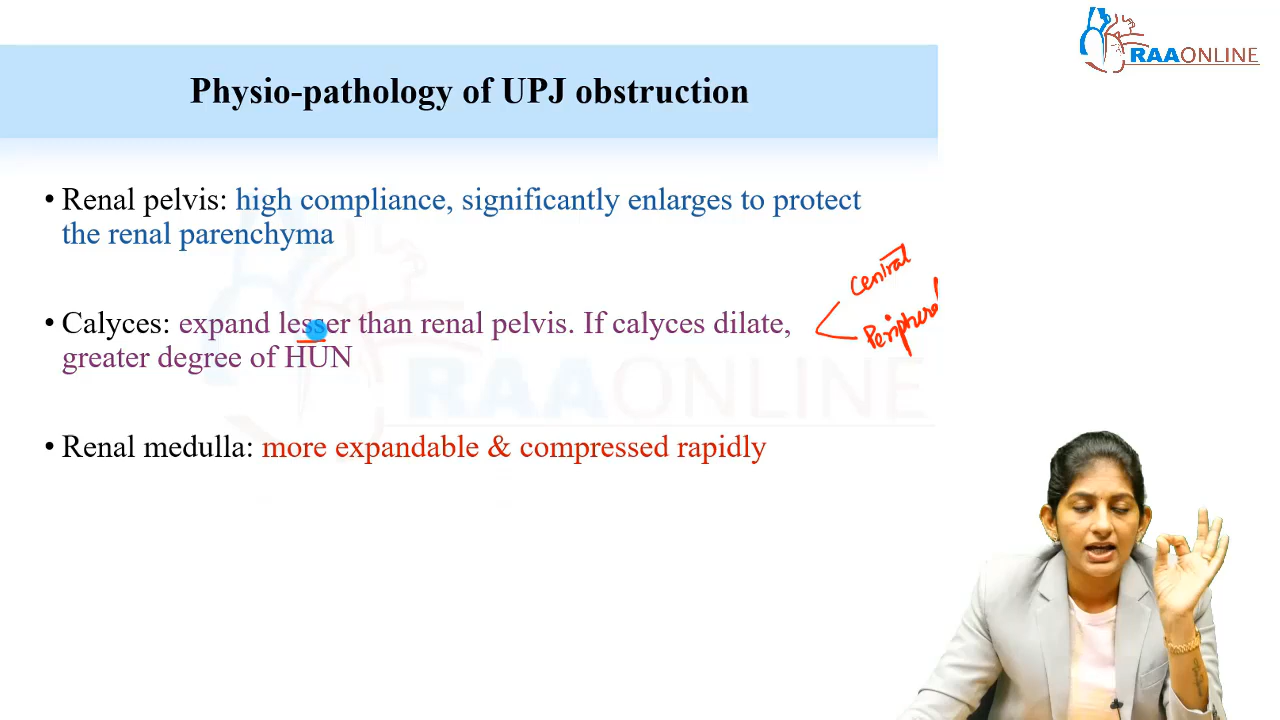 RAAONLINE
Physio-pathology of UPJ obstruction
• Renal pelvis: high compliance, significantly enlarges to protect
the renal parenchyma
Central
• Calyces: expand lesser than renal pelvis. If calyces dilate,
Peripheral
greater degree of HUN
RAAONLINE
• Renal medulla: more expandable & compressed rapidly